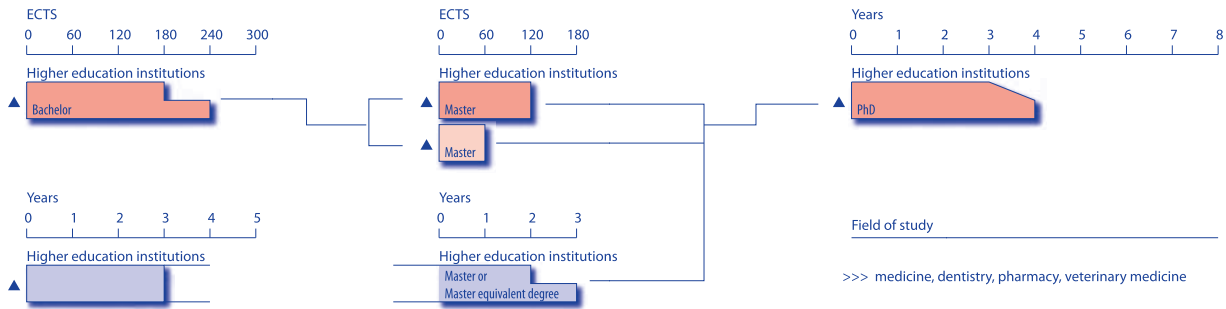 ECTS
0 60 120 180 240 300
Higher education institutions
Bachelor
ECTS
0 60 120 180
Higher education institutions
Master
Master
Years
0 1 2 3 4 5 6 7 8
Higher education institutions
PhD
Years
0 1 2 3 4 5
Higher education institutions
Years
0 1 2 3
Higher education institutions
Master or
Master equivalent degree
Field of study
>>> medicine, dentistry, pharmacy, veterinary medicine